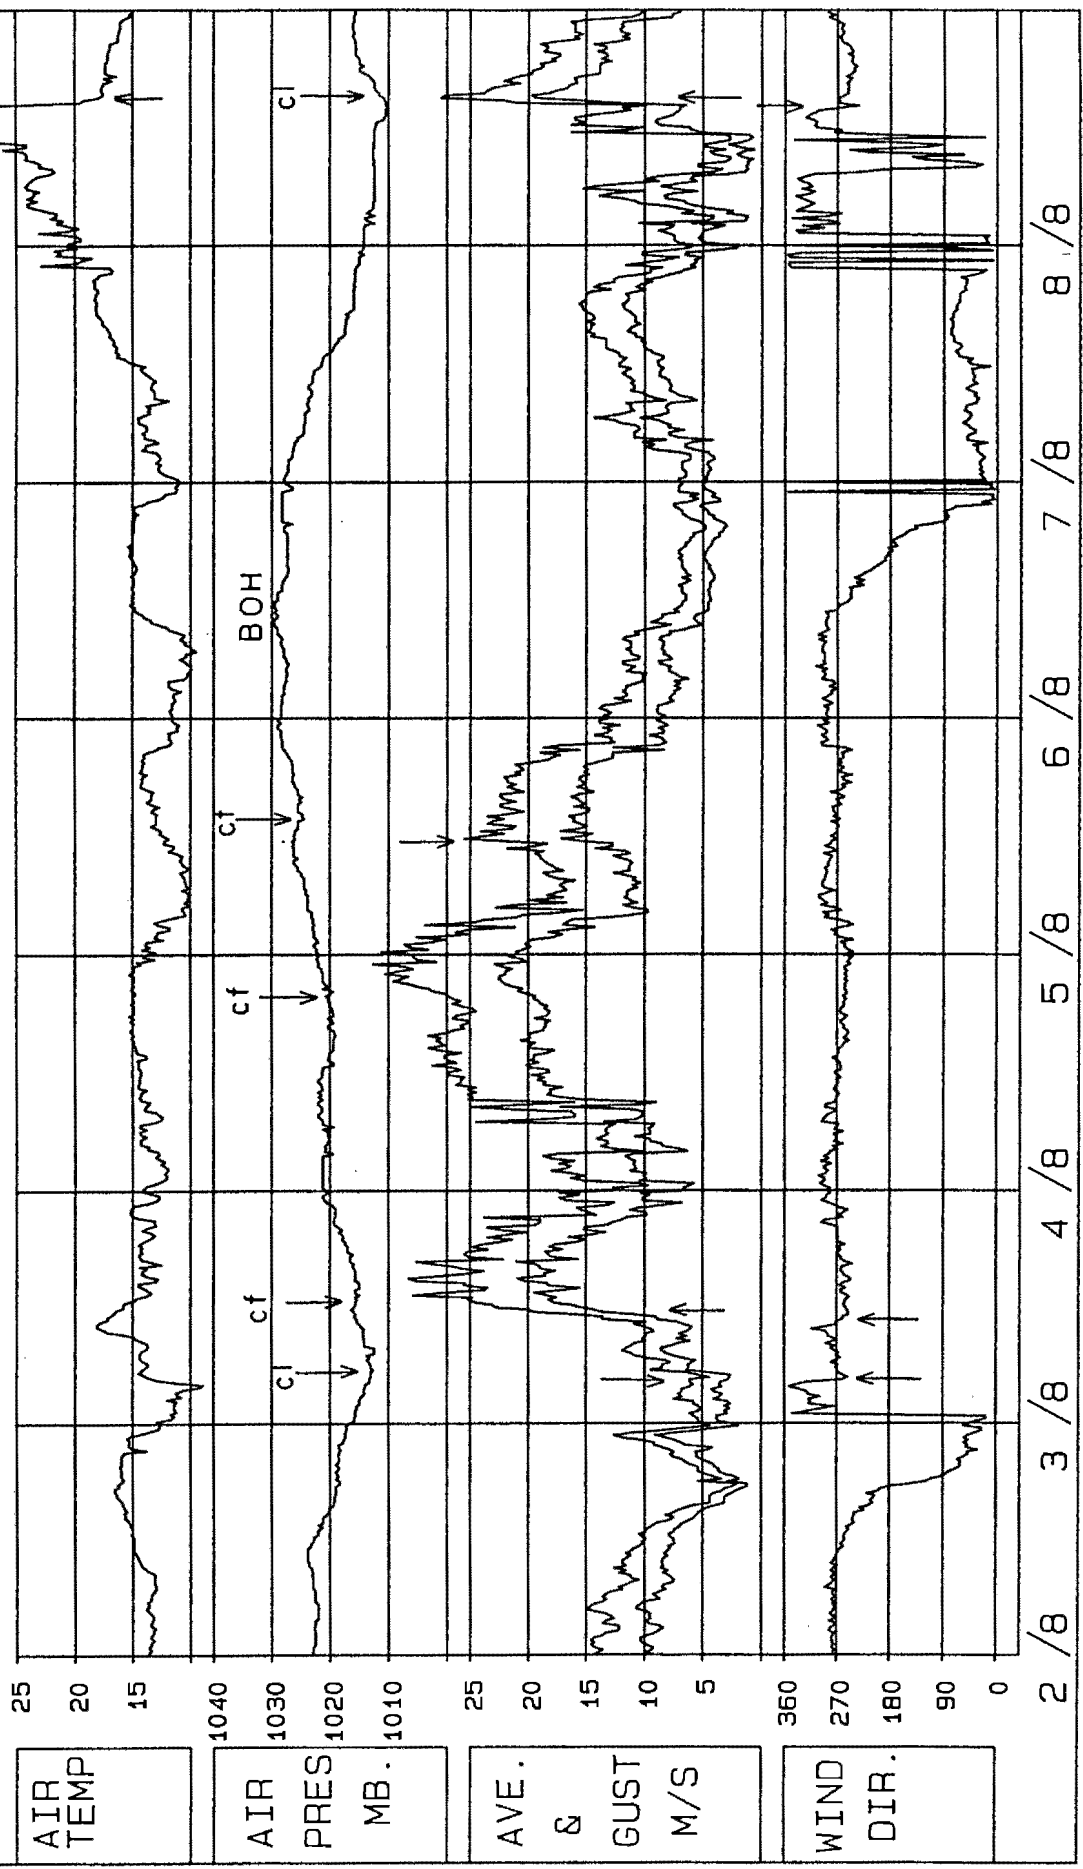 AIR
TEMP
25
20
15
AIR
PRES
MB.
1040
1030
1020
1010
cl
cf
cf
cf
BOH
cl
AVE.
&
GUST
M/S
25
20
15
10
5
WIND
DIR.
360
270
180
90
0
2 /8 3 /8 4 /8 5 /8 6 /8 7 /8 8 /8